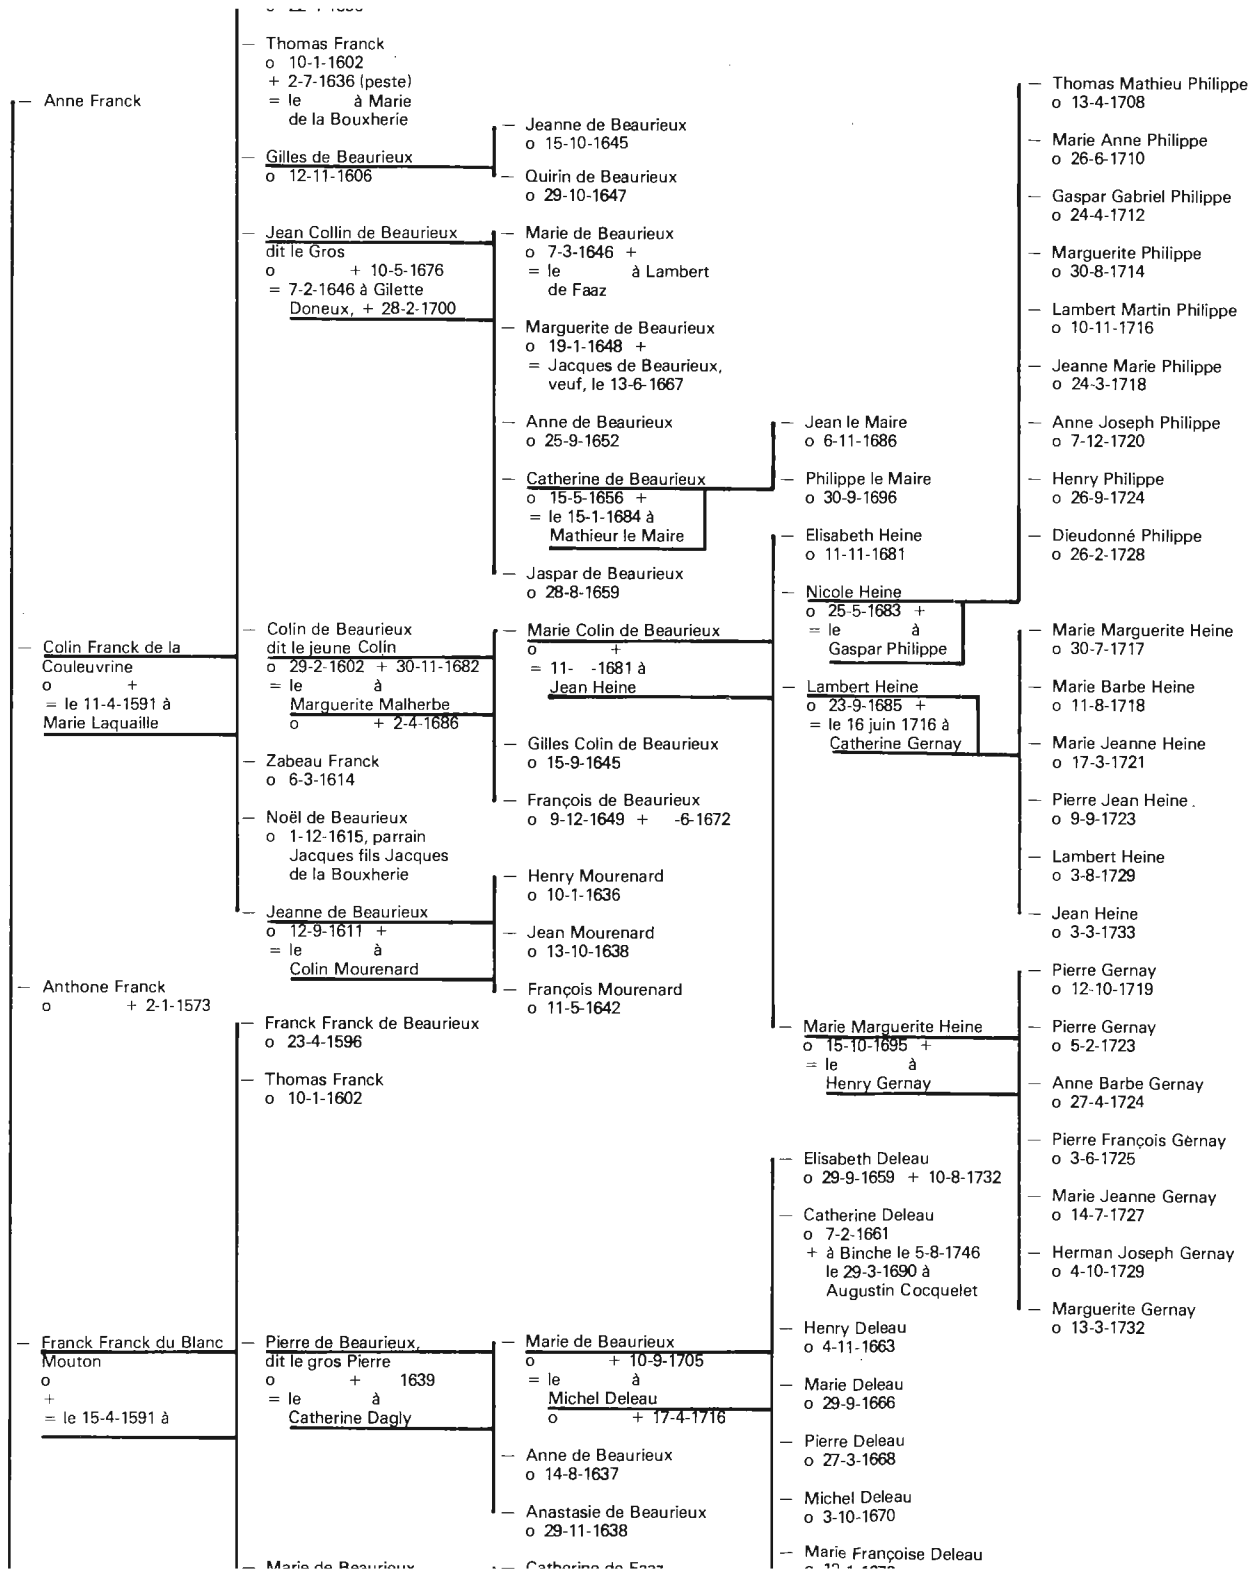 — Anne Franck
— Colin Franck de la
Couleuvrine
o +
= le 11-4-1591 à
Marie Laquaille
— Anthone Franck
o + 2-1-1573
— Franck Franck du Blanc
Mouton
o
+
= le 15-4-1591 à
— Thomas Franck
o 10-1-1602
+ 2-7-1636 (peste)
= le à Marie
de la Bouxherie
— Gilles de Beaurieux
o 12-11-1606
— Jean Collin de Beaurieux
dit le Gros
o + 10-5-1676
= 7-2-1646 à Gilette
Doneux, + 28-2-1700
— Colin de Beaurieux
dit le jeune Colin
o 29-2-1602 + 30-11-1682
= le à
Marguerite Malherbe
o + 2-4-1686
— Zabeau Franck
o 6-3-1614
— Noël de Beaurieux
o 1-12-1615, parrain
Jacques fils Jacques
de la Bouxherie
— Jeanne de Beaurieux
o 12-9-1611 +
= le à
Colin Mourenard
— Franck Franck de Beaurieux
o 23-4-1596
— Thomas Franck
o 10-1-1602
— Pierre de Beaurieux,
dit le gros Pierre
o + 1639
= le à
Catherine Dagly
— Marie de Beaurieux
— Jeanne de Beaurieux
o 15-10-1645
— Quirin de Beaurieux
o 29-10-1647
— Marie de Beaurieux
o 7-3-1646 +
= le à Lambert
de Faaz
— Marguerite de Beaurieux
o 19-1-1648 +
= Jacques de Beaurieux,
veuf, le 13-6-1667
— Anne de Beaurieux
o 25-9-1652
— Catherine de Beaurieux
o 15-5-1656 +
= le 15-1-1684 à
Mathieur le Maire
— Jaspar de Beaurieux
o 28-8-1659
— Marie Colin de Beaurieux
o +
= 11- -1681 à
Jean Heine
— Gilles Colin de Beaurieux
o 15-9-1645
— François de Beaurieux
o 9-12-1649 + -6-1672
— Henry Mourenard
o 10-1-1636
— Jean Mourenard
o 13-10-1638
— François Mourenard
o 11-5-1642
— Marie de Beaurieux
o + 10-9-1705
= le à
Michel Deleau
o + 17-4-1716
— Anne de Beaurieux
o 14-8-1637
— Anastasie de Beaurieux
o 29-11-1638
— Catherine de Faaz
— Jean le Maire
o 6-11-1686
— Philippe le Maire
o 30-9-1696
— Elisabeth Heine
o 11-11-1681
— Nicole Heine
o 25-5-1683 +
= le à
Gaspar Philippe
— Lambert Heine
o 23-9-1685 +
= le 16 juin 1716 à
Catherine Gernay
— Marie Marguerite Heine
o 15-10-1695 +
= le à
Henry Gernay
— Elisabeth Deleau
o 29-9-1659 + 10-8-1732
— Catherine Deleau
o 7-2-1661
+ à Binche le 5-8-1746
le 29-3-1690 à
Augustin Cocquelet
— Henry Deleau
o 4-11-1663
— Marie Deleau
o 29-9-1666
— Pierre Deleau
o 27-3-1668
— Michel Deleau
o 3-10-1670
— Marie Françoise Deleau
— Thomas Mathieu Philippe
o 13-4-1708
— Marie Anne Philippe
o 26-6-1710
— Gaspar Gabriel Philippe
o 24-4-1712
— Marguerite Philippe
o 30-8-1714
— Lambert Martin Philippe
o 10-11-1716
— Jeanne Marie Philippe
o 24-3-1718
— Anne Joseph Philippe
o 7-12-1720
— Henry Philippe
o 26-9-1724
— Dieudonné Philippe
o 26-2-1728
— Marie Marguerite Heine
o 30-7-1717
— Marie Barbe Heine
o 11-8-1718
— Marie Jeanne Heine
o 17-3-1721
— Pierre Jean Heine
o 9-9-1723
— Lambert Heine
o 3-8-1729
— Jean Heine
o 3-3-1733
— Pierre Gernay
o 12-10-1719
— Pierre Gernay
o 5-2-1723
— Anne Barbe Gernay
o 27-4-1724
— Pierre François Gernay
o 3-6-1725
— Marie Jeanne Gernay
o 14-7-1727
— Herman Joseph Gernay
o 4-10-1729
— Marguerite Gernay
o 13-3-1732